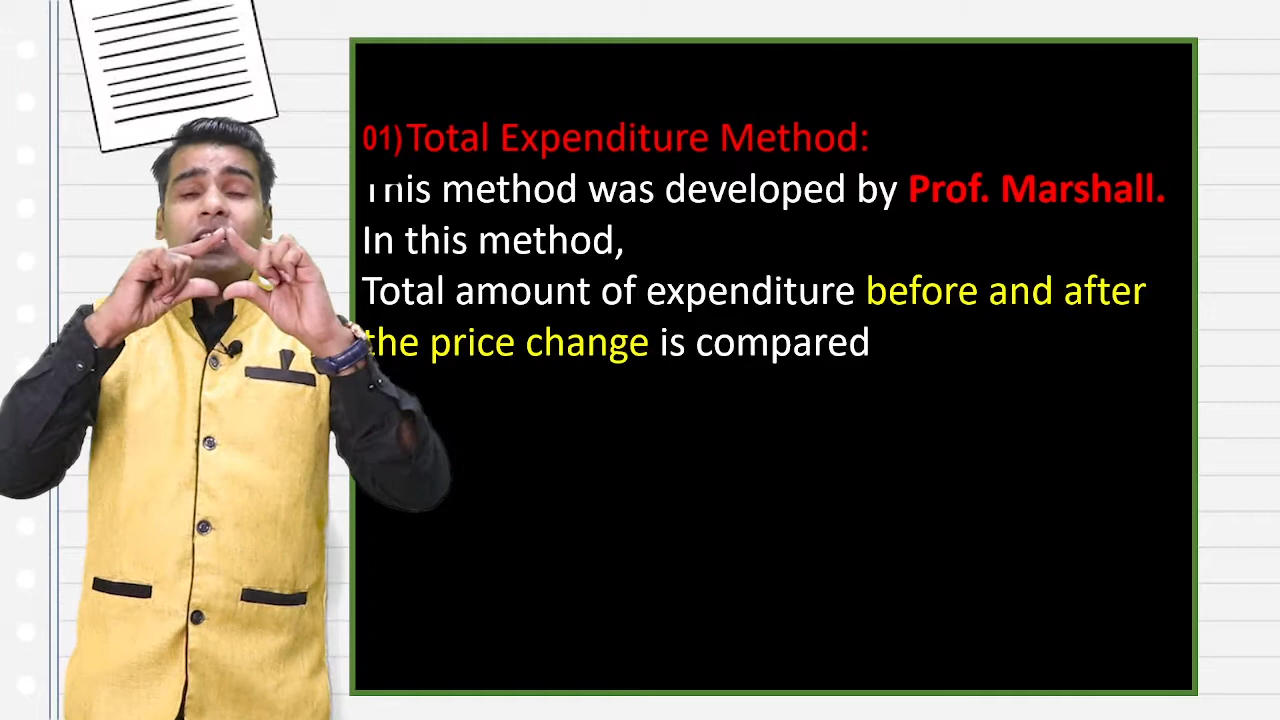 01) Total Expenditure Method:
This method was developed by Prof. Marshall.
In this method,
Total amount of expenditure before and after
the price change is compared